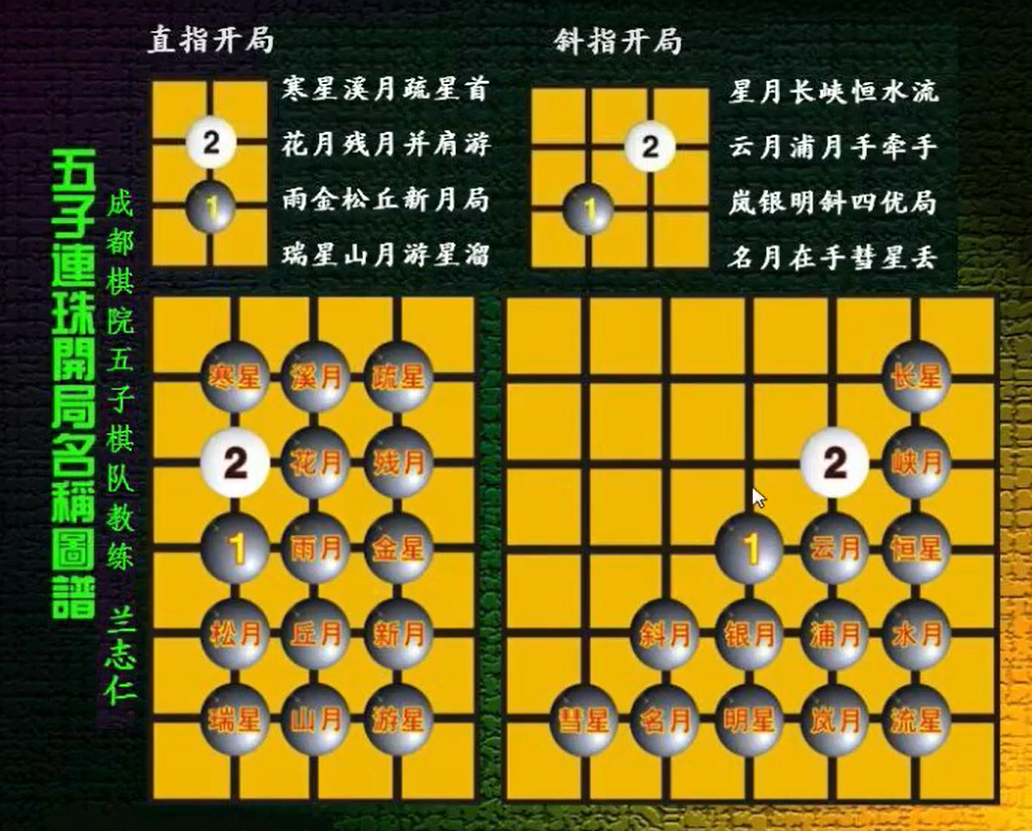 五子連珠開局名稱圖譜
成都棋院五子棋队教练 兰志仁
直指开局
2
1
寒星溪月疏星首
花月残月并肩游
雨金松丘新月局
瑞星山月游星溜
斜指开局
2
1
星月长峡恒水流
云月浦月手牵手
岚银明斜四优局
名月在手彗星丢
寒星 溪月 疏星
2 花月 残月
1 雨月 金星
松月 丘月 新月
瑞星 山月 游星
长星
2 峡月
1 云月 恒星
斜月 银月 浦月 水月
彗星 名月 明星 岚月 流星